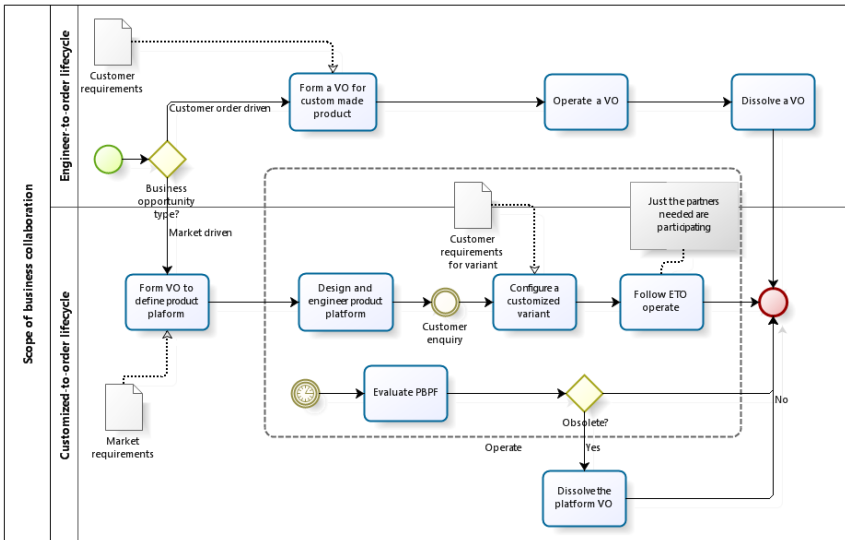 Scope of business collaboration
Engineer-to-order lifecycle
Customer
requirements
Form a VO for
custom made
product
Operate a VO
Dissolve a VO
Customer order driven
Business
opportunity
type?
Just the partners
needed are
participating
Customized-to-order lifecycle
Market driven
Customer
requirements
for variant
Form VO to
define product
plaform
Design and
engineer product
platform
Customer
enquiry
Configure a
customized
variant
Follow ETO
operate
Evaluate PBPF
Obsolete?
No
Market
requirements
Operate
Yes
Dissolve the
platform VO